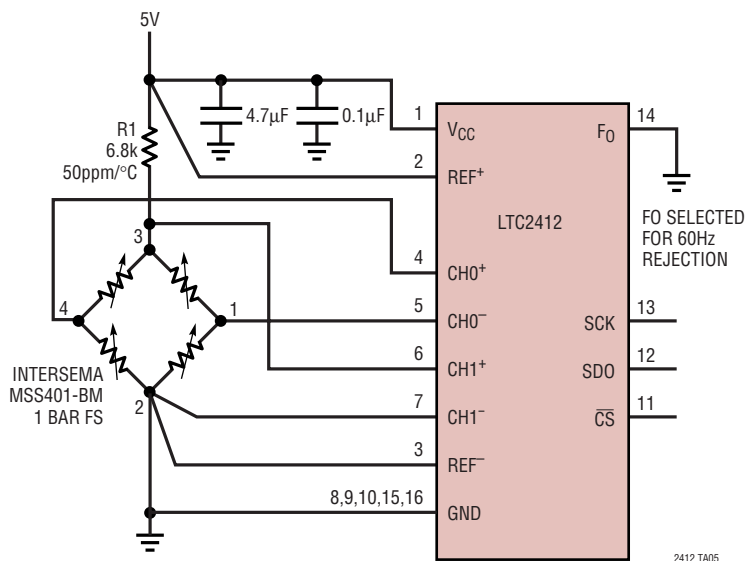 5V
4.7µF
0.1µF
R1
6.8k
50ppm/°C
1
VCC
2
REF+
14
FO
LTC2412
FO SELECTED
FOR 60Hz
REJECTION
3
4
1
2
4
CH0+
5
CH0−
6
CH1+
7
CH1−
3
REF−
8,9,10,15,16
GND
13
SCK
12
SDO
11
CS
INTERSEMA
MSS401-BM
1 BAR FS
2412 TA05